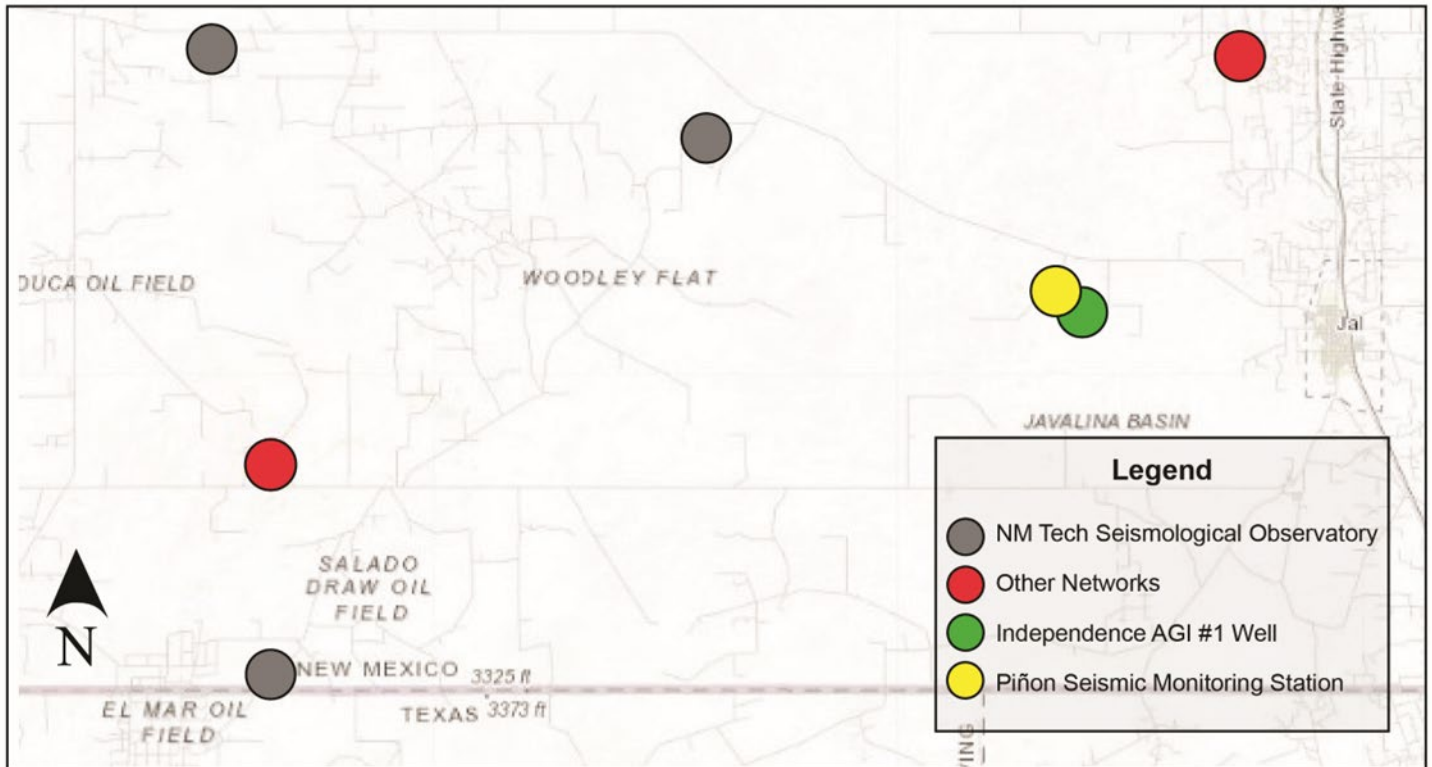 State Highwa
DUCA OIL FIELD
WOODLEY FLAT
Jal
JAVALINA BASIN
Legend
NM Tech Seismological Observatory
Other Networks
Independence AGI #1 Well
Piñon Seismic Monitoring Station
SALADO
DRAW OIL
FIELD
N
NEW MEXICO 3325 ft
TEXAS 3373 ft
EL MAR OIL
FIELD
VING